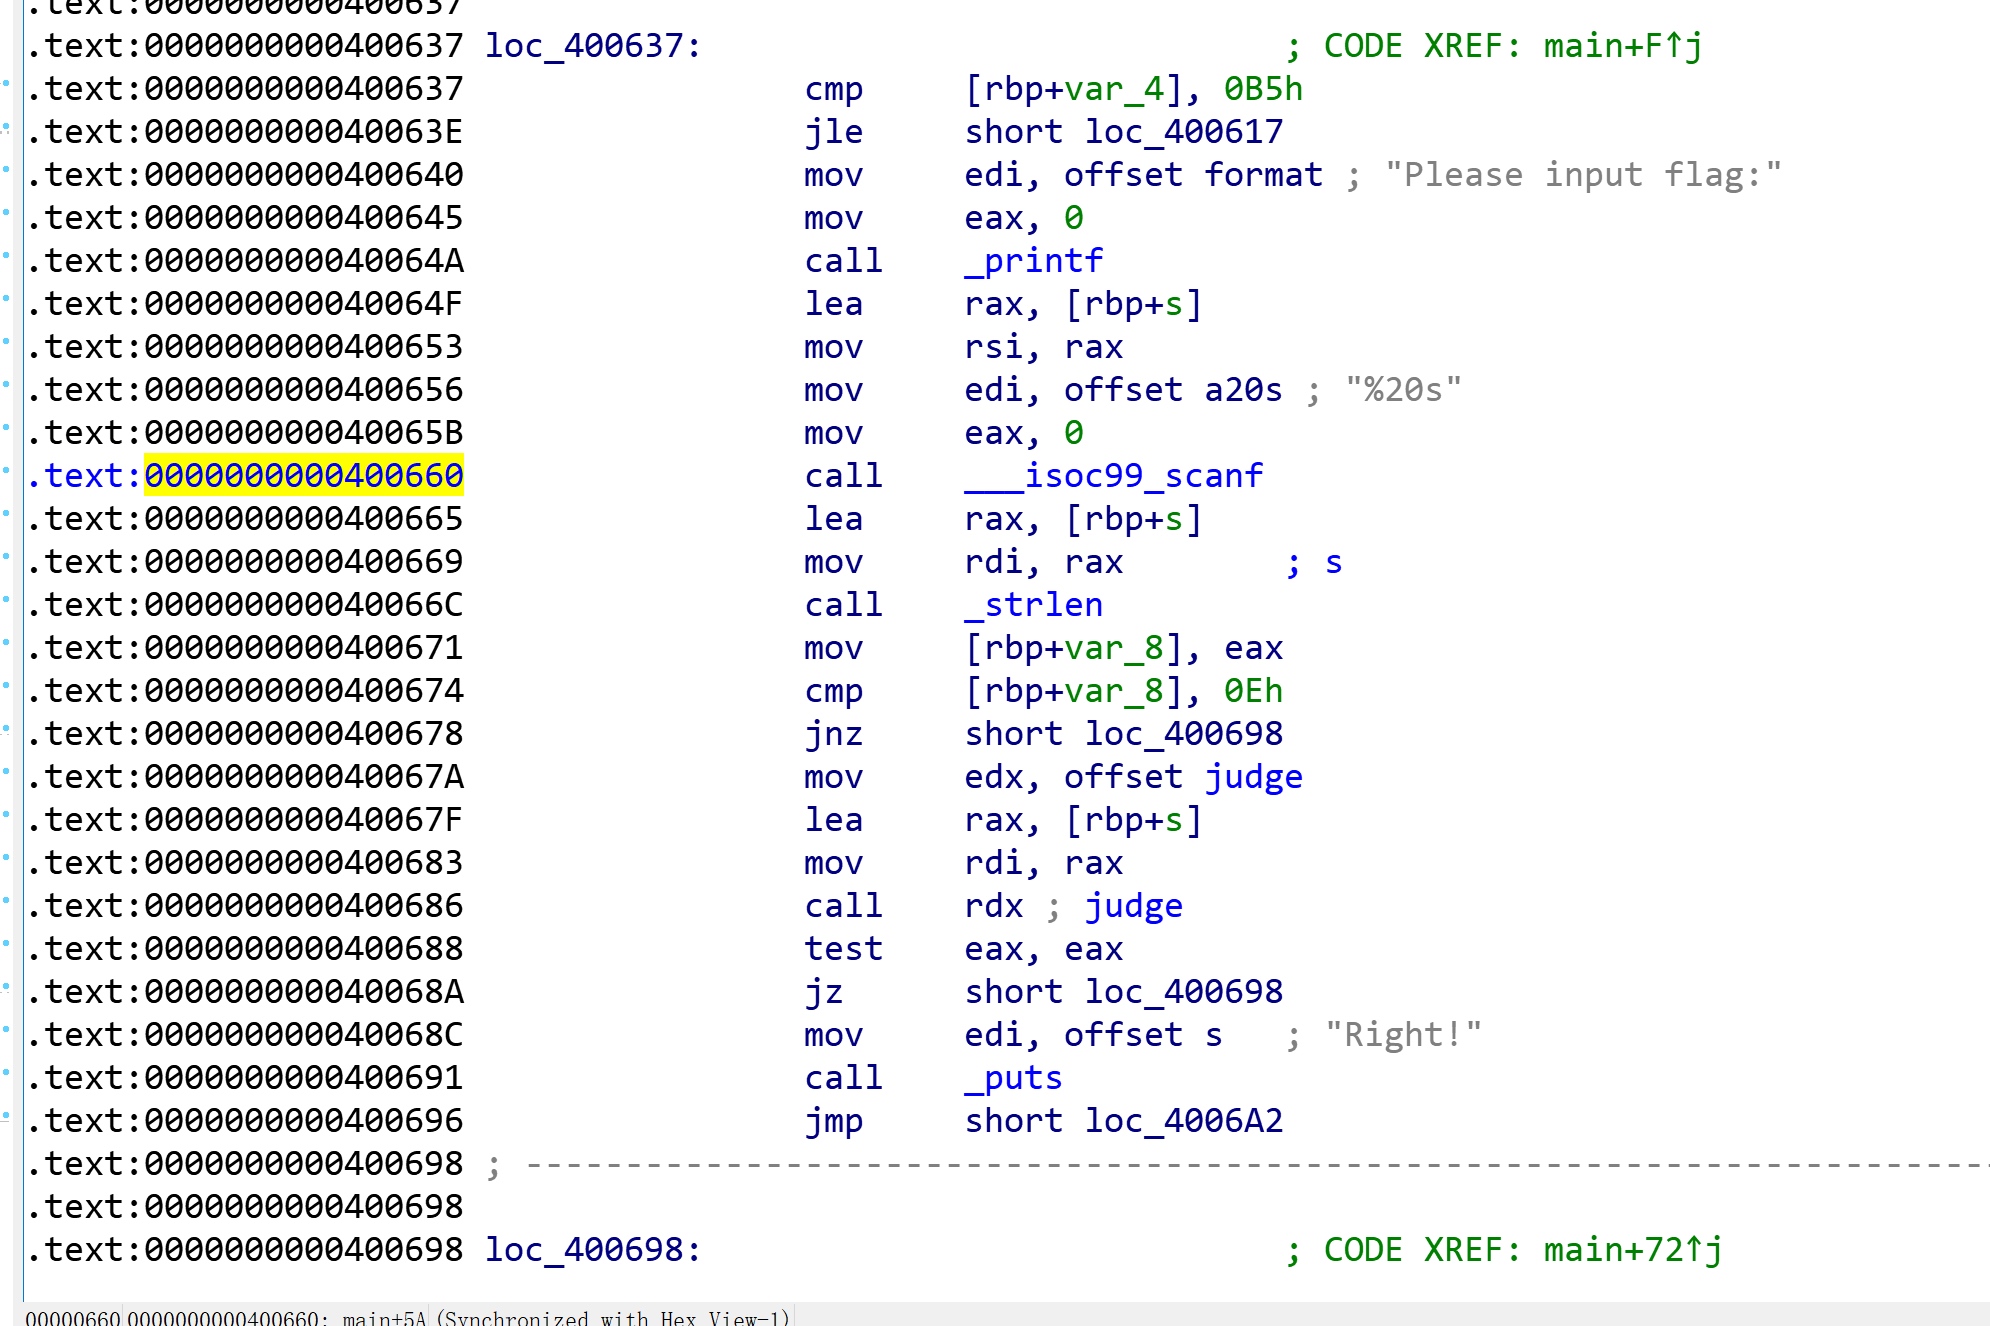 .text:0000000000400637
.text:0000000000400637 loc_400637: ; CODE XREF: main+F↑j
.text:0000000000400637 cmp [rbp+var_4], 0B5h
.text:000000000040063E jle short loc_400617
.text:0000000000400640 mov edi, offset format ; "Please input flag:"
.text:0000000000400645 mov eax, 0
.text:000000000040064A call _printf
.text:000000000040064F lea rax, [rbp+s]
.text:0000000000400653 mov rsi, rax
.text:0000000000400656 mov edi, offset a20s ; "%20s"
.text:000000000040065B mov eax, 0
.text:0000000000400660 call ___isoc99_scanf
.text:0000000000400665 lea rax, [rbp+s]
.text:0000000000400669 mov rdi, rax ; s
.text:000000000040066C call _strlen
.text:0000000000400671 mov [rbp+var_8], eax
.text:0000000000400674 cmp [rbp+var_8], 0Eh
.text:0000000000400678 jnz short loc_400698
.text:000000000040067A mov edx, offset judge
.text:000000000040067F lea rax, [rbp+s]
.text:0000000000400683 mov rdi, rax
.text:0000000000400686 call rdx ; judge
.text:0000000000400688 test eax, eax
.text:000000000040068A jz short loc_400698
.text:000000000040068C mov edi, offset s ; "Right!"
.text:0000000000400691 call _puts
.text:0000000000400696 jmp short loc_4006A2
.text:0000000000400698 ; ---------------------------------------------------------------------------
.text:0000000000400698
.text:0000000000400698 loc_400698: ; CODE XREF: main+72↑j
00000660 0000000000400660: main+5A (Synchronized with Hex View-1)